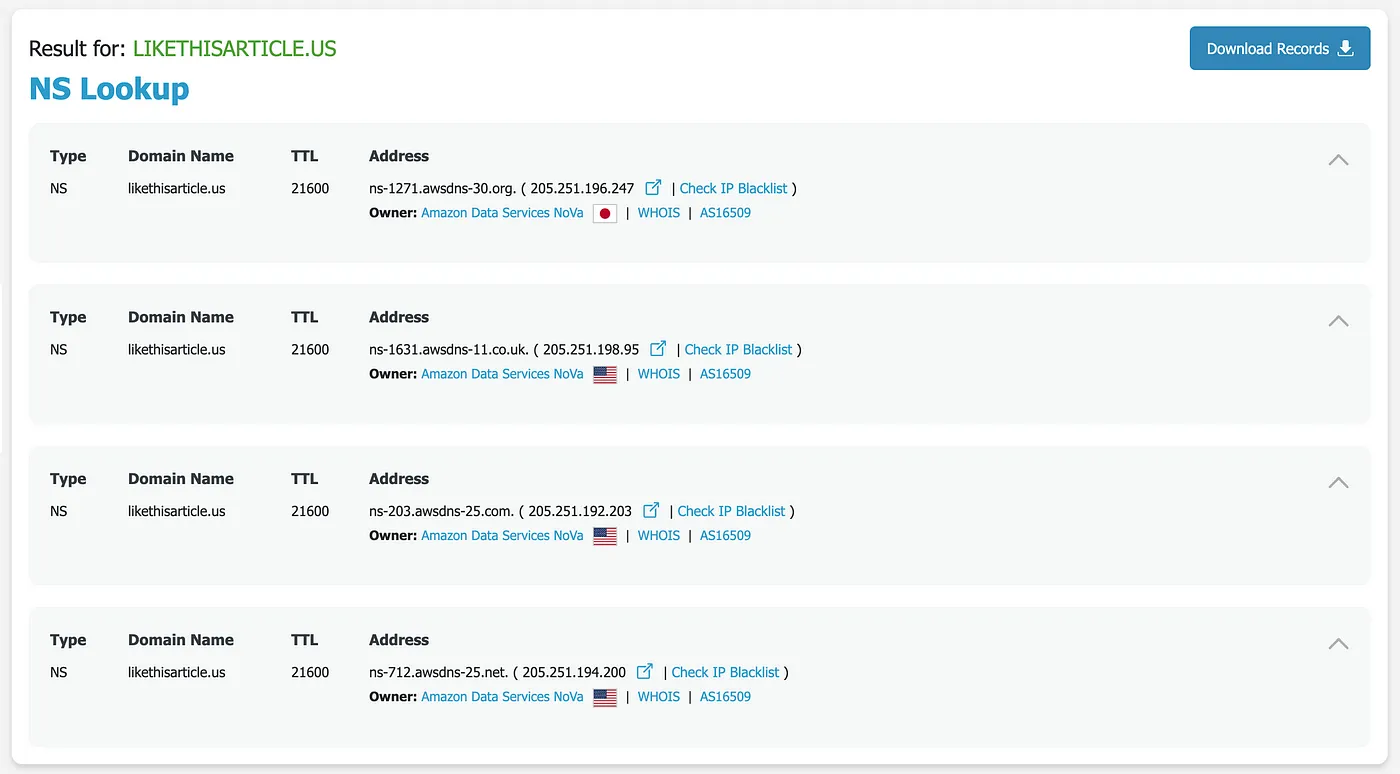 Result for: LIKETHISARTICLE.US
Download Records
NS Lookup
Type Domain Name TTL Address
NS likethisarticle.us 21600 ns-1271.awsdns-30.org. ( 205.251.196.247 | Check IP Blacklist )
Owner: Amazon Data Services NoVa | WHOIS | AS16509
Type Domain Name TTL Address
NS likethisarticle.us 21600 ns-1631.awsdns-11.co.uk. ( 205.251.198.95 | Check IP Blacklist )
Owner: Amazon Data Services NoVa | WHOIS | AS16509
Type Domain Name TTL Address
NS likethisarticle.us 21600 ns-203.awsdns-25.com. ( 205.251.192.203 | Check IP Blacklist )
Owner: Amazon Data Services NoVa | WHOIS | AS16509
Type Domain Name TTL Address
NS likethisarticle.us 21600 ns-712.awsdns-25.net. ( 205.251.194.200 | Check IP Blacklist )
Owner: Amazon Data Services NoVa | WHOIS | AS16509